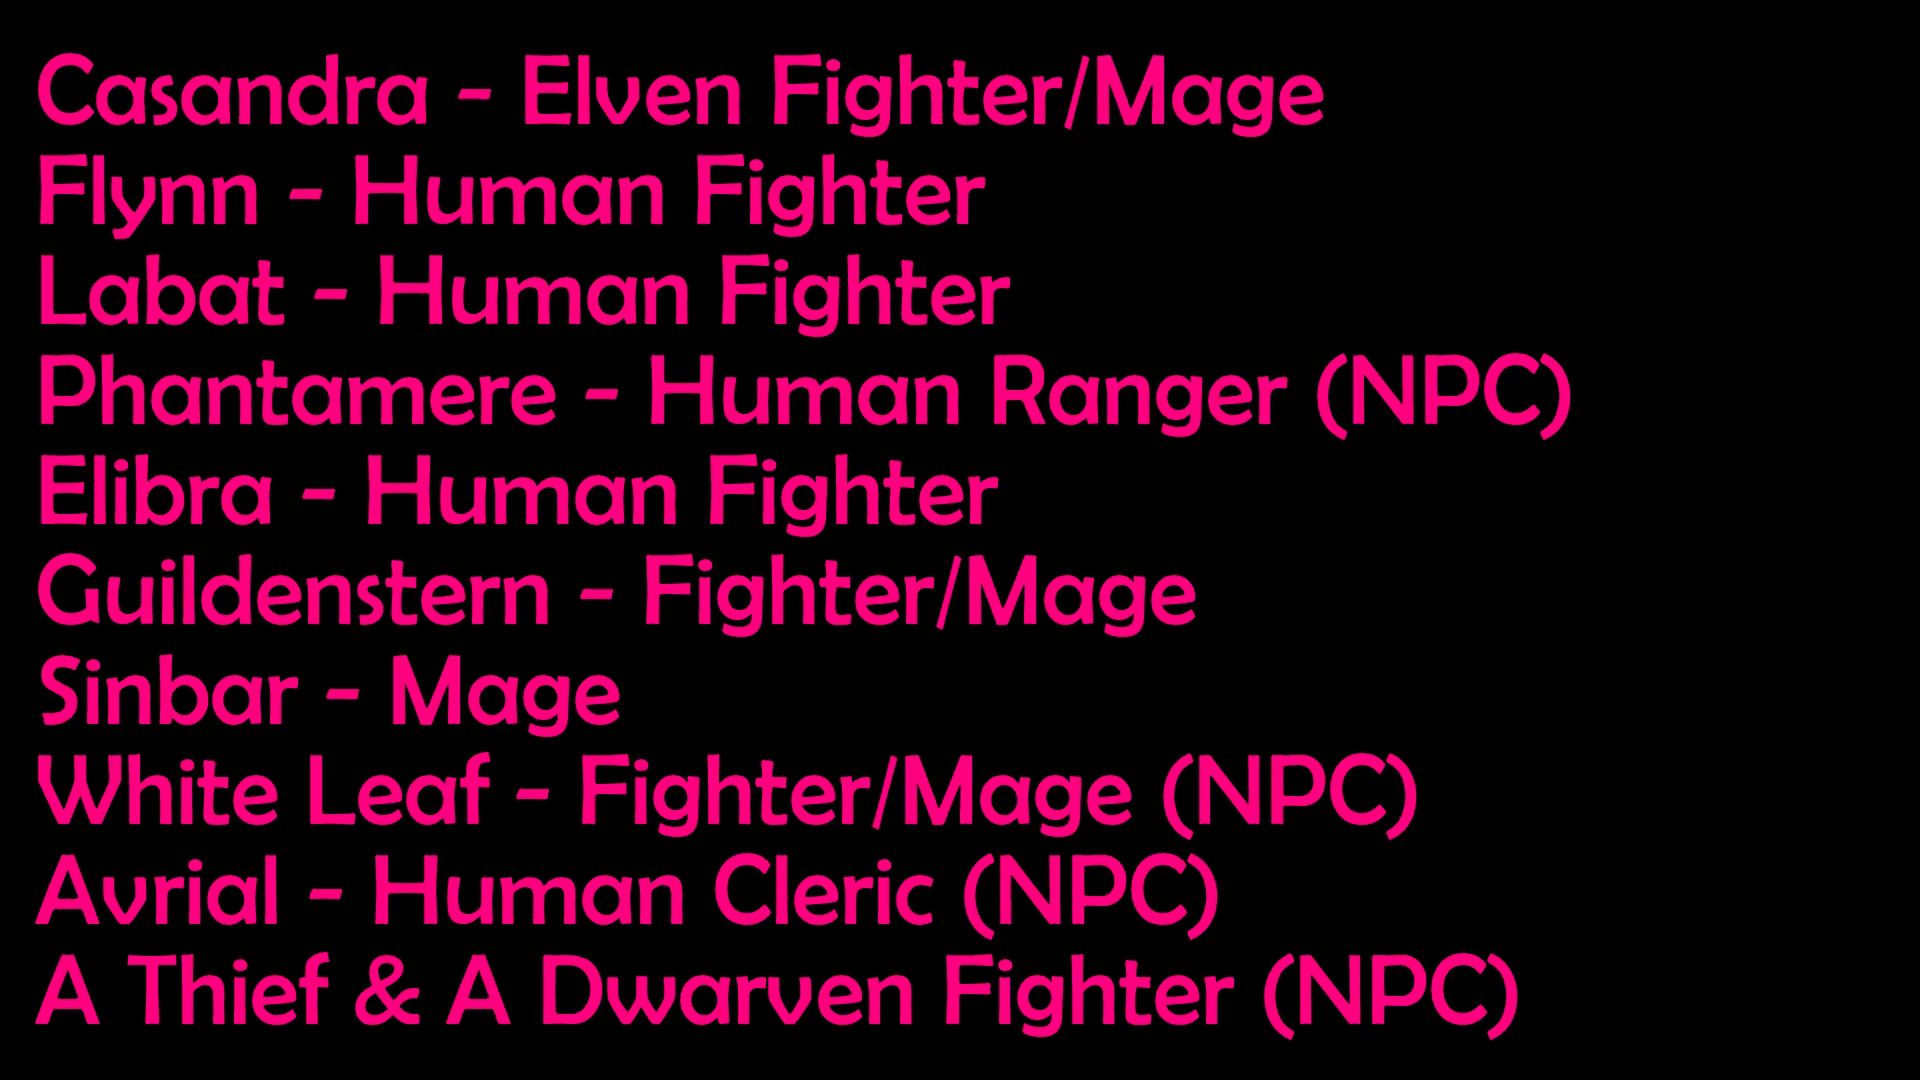 Casandra - Elven Fighter/Mage
Flynn - Human Fighter
Labat - Human Fighter
Phantamere - Human Ranger (NPC)
Elibra - Human Fighter
Guildenstern - Fighter/Mage
Sinbar - Mage
White Leaf - Fighter/Mage (NPC)
Avrial - Human Cleric (NPC)
A Thief & A Dwarven Fighter (NPC)